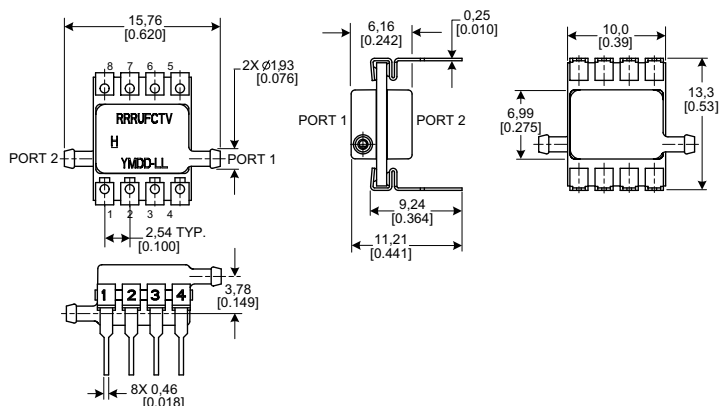 15,76
[0.620]
8 7 6 5
2X Ø1,93
[0.076]
RRRUFCTV
H
YMDD-LL
PORT 2
PORT 1
1 2 3 4
2,54 TYP.
[0.100]
6,16
[0.242]
0,25
[0.010]
PORT 1
PORT 2
9,24
[0.364]
11,21
[0.441]
10,0
[0.39]
6,99
[0.275]
13,3
[0.53]
1 2 3 4
3,78
[0.149]
8X 0,46
[0.018]